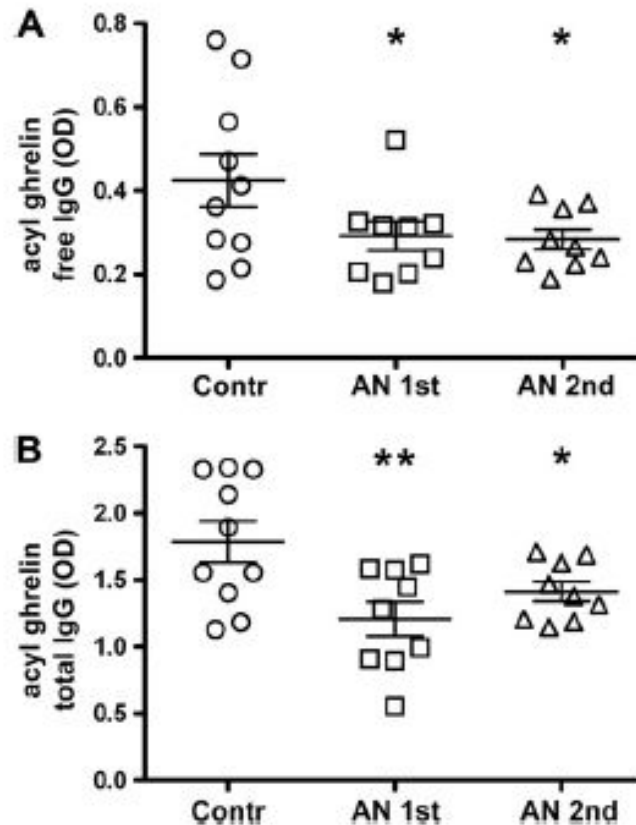 A
acyl ghrelin
free IgG (OD)
0.8
0.6
0.4
0.2
0.0
* *
Contr AN 1st AN 2nd
B
acyl ghrelin
total IgG (OD)
2.5
2.0
1.5
1.0
0.5
0.0
** *
Contr AN 1st AN 2nd